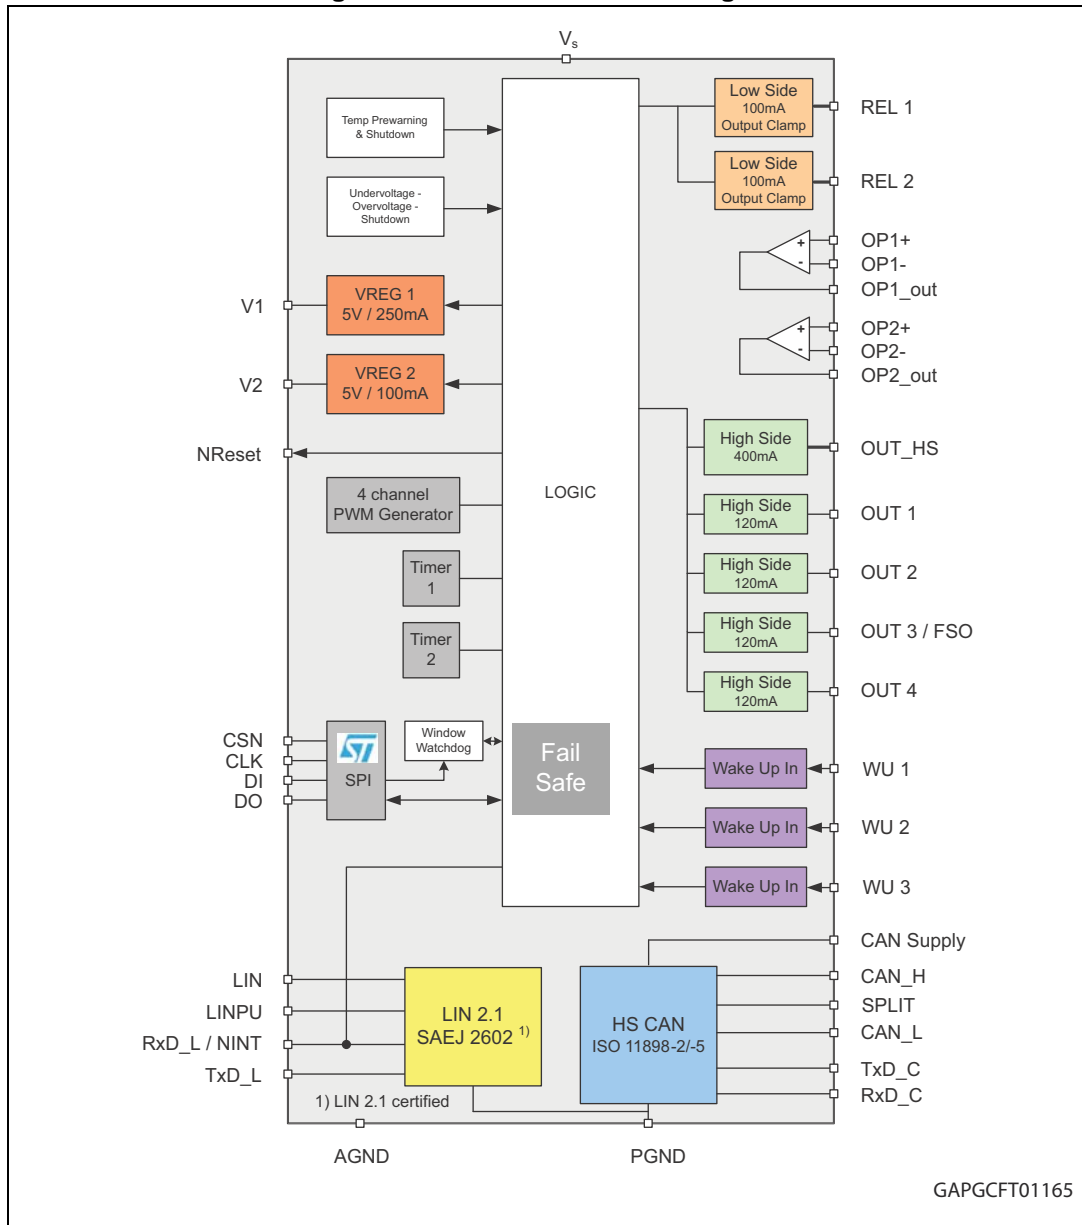 V_s
Temp Prewarning
& Shutdown
Undervoltage -
Overvoltage -
Shutdown
V1
VREG 1
5V / 250mA
V2
VREG 2
5V / 100mA
NReset
4 channel
PWM Generator
Timer
1
Timer
2
CSN
CLK
DI
DO
ST
SPI
Window
Watchdog
LOGIC
Fail
Safe
Low Side
100mA
Output Clamp
REL 1
Low Side
100mA
Output Clamp
REL 2
+
-
OP1+
OP1-
OP1_out
+
-
OP2+
OP2-
OP2_out
High Side
400mA
OUT_HS
High Side
120mA
OUT 1
High Side
120mA
OUT 2
High Side
120mA
OUT 3 / FSO
High Side
120mA
OUT 4
Wake Up In
WU 1
Wake Up In
WU 2
Wake Up In
WU 3
LIN
LINPU
RxD_L / NINT
TxD_L
LIN 2.1
SAEJ 2602 1)
1) LIN 2.1 certified
HS CAN
ISO 11898-2/-5
CAN Supply
CAN_H
SPLIT
CAN_L
TxD_C
RxD_C
AGND
PGND
GAPGCFT01165